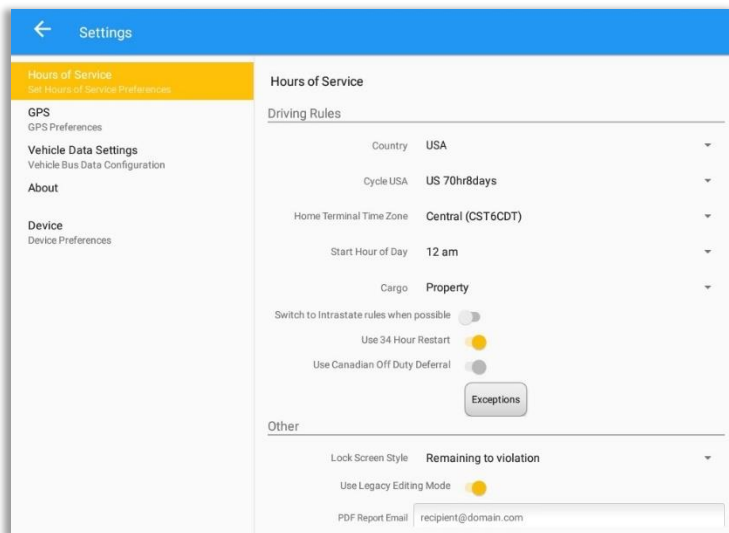 Settings
Hours of Service
Set Hours of Service Preferences
GPS
GPS Preferences
Vehicle Data Settings
Vehicle Bus Data Configuration
About
Device
Device Preferences
Hours of Service
Driving Rules
Country USA
Cycle USA US 70hr8days
Home Terminal Time Zone Central (CST6CDT)
Start Hour of Day 12 am
Cargo Property
Switch to Intrastate rules when possible
Use 34 Hour Restart
Use Canadian Off Duty Deferral
Exceptions
Other
Lock Screen Style Remaining to violation
Use Legacy Editing Mode
PDF Report Email recipient@domain.com